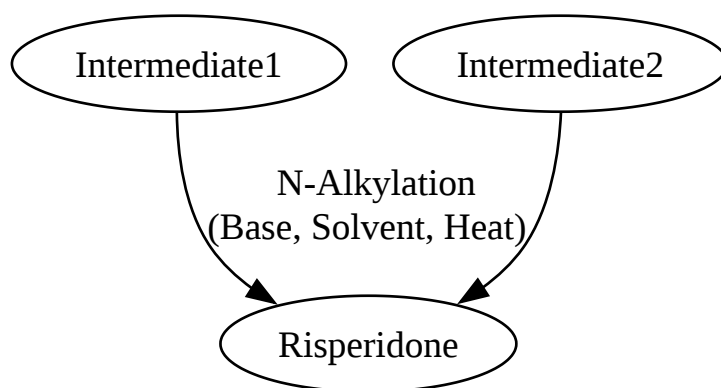 Intermediate1
Intermediate2
N-Alkylation
(Base, Solvent, Heat)
Risperidone